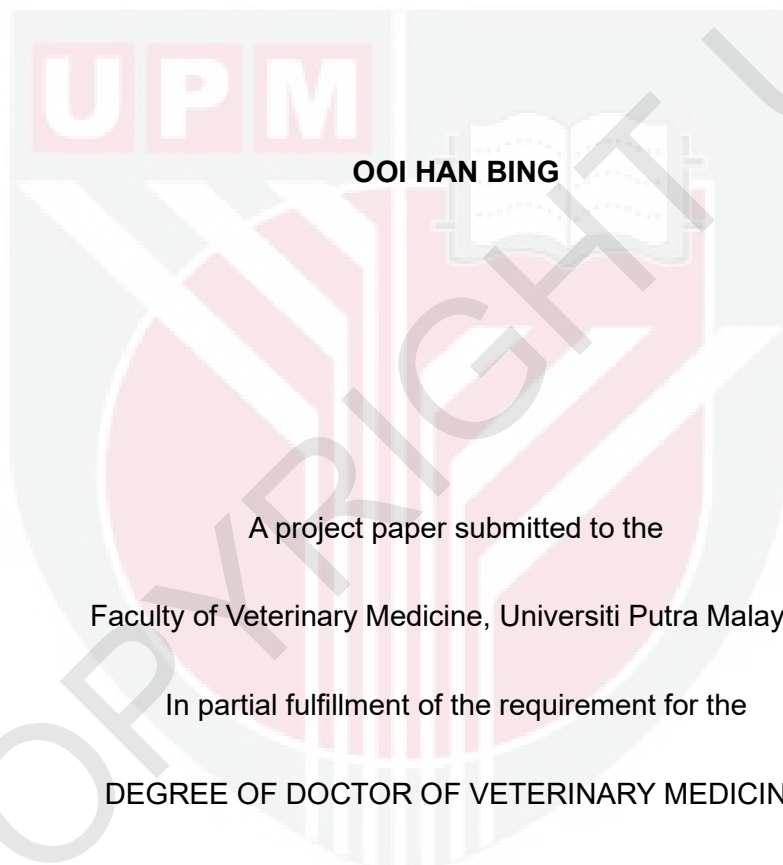 UPM
OOI HAN BING
A project paper submitted to the
Faculty of Veterinary Medicine, Universiti Putra Malay
In partial fulfillment of the requirement for the
DEGREE OF DOCTOR OF VETERINARY MEDICIN
OPYRIGHT U